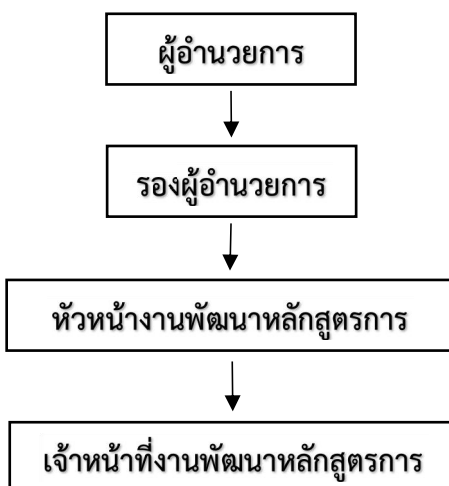 ผู้อำนวยการ
รองผู้อำนวยการ
หัวหน้างานพัฒนาหลักสูตรการ
เจ้าหน้าที่งานพัฒนาหลักสูตรการ